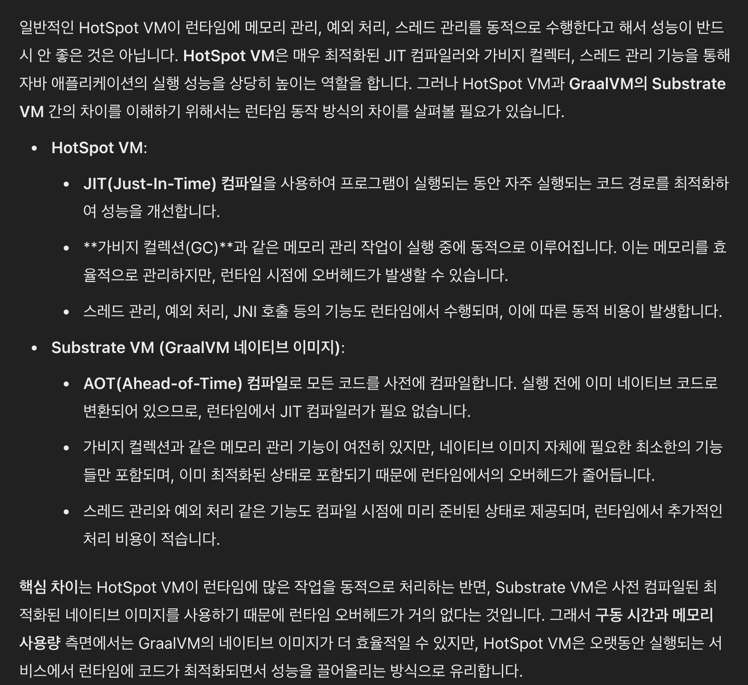 일반적인 HotSpot VM이 런타임에 메모리 관리, 예외 처리, 스레드 관리를 동적으로 수행한다고 해서 성능이 반드
시 안 좋은 것은 아닙니다. HotSpot VM은 매우 최적화된 JIT 컴파일러와 가비지 컬렉터, 스레드 관리 기능을 통해
자바 애플리케이션의 실행 성능을 상당히 높이는 역할을 합니다. 그러나 HotSpot VM과 GraalVM의 Substrate
VM 간의 차이를 이해하기 위해서는 런타임 동작 방식의 차이를 살펴볼 필요가 있습니다.
• HotSpot VM:
• JIT(Just-In-Time) 컴파일을 사용하여 프로그램이 실행되는 동안 자주 실행되는 코드 경로를 최적화하
여 성능을 개선합니다.
• **가비지 컬렉션(GC)**과 같은 메모리 관리 작업이 실행 중에 동적으로 이루어집니다. 이는 메모리를 효
율적으로 관리하지만, 런타임 시점에 오버헤드가 발생할 수 있습니다.
• 스레드 관리, 예외 처리, JNI 호출 등의 기능도 런타임에서 수행되며, 이에 따른 동적 비용이 발생합니다.
• Substrate VM (GraalVM 네이티브 이미지):
• AOT(Ahead-of-Time) 컴파일로 모든 코드를 사전에 컴파일합니다. 실행 전에 이미 네이티브 코드로
변환되어 있으므로, 런타임에서 JIT 컴파일러가 필요 없습니다.
• 가비지 컬렉션과 같은 메모리 관리 기능이 여전히 있지만, 네이티브 이미지 자체에 필요한 최소한의 기능
들만 포함되며, 이미 최적화된 상태로 포함되기 때문에 런타임에서의 오버헤드가 줄어듭니다.
• 스레드 관리와 예외 처리 같은 기능도 컴파일 시점에 미리 준비된 상태로 제공되며, 런타임에서 추가적인
처리 비용이 적습니다.
핵심 차이는 HotSpot VM이 런타임에 많은 작업을 동적으로 처리하는 반면, Substrate VM은 사전 컴파일된 최
적화된 네이티브 이미지를 사용하기 때문에 런타임 오버헤드가 거의 없다는 것입니다. 그래서 구동 시간과 메모리
사용량 측면에서는 GraalVM의 네이티브 이미지가 더 효율적일 수 있지만, HotSpot VM은 오랫동안 실행되는 서
비스에서 런타임에 코드가 최적화되면서 성능을 끌어올리는 방식으로 유리합니다.